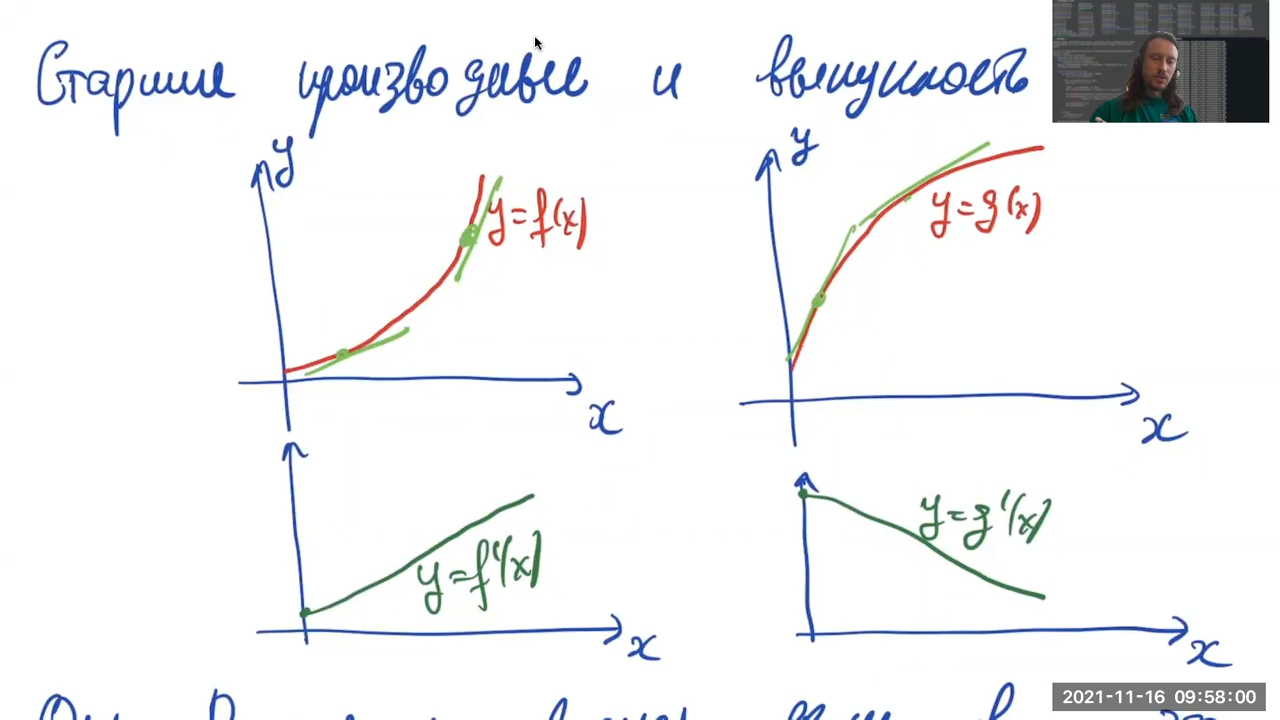 Старшие производные и выпуклость
y
y
y=f(x)
y=g(x)
x
x
y=f'(x)
y=g'(x)
x
x
2021-11-16 09:58:00